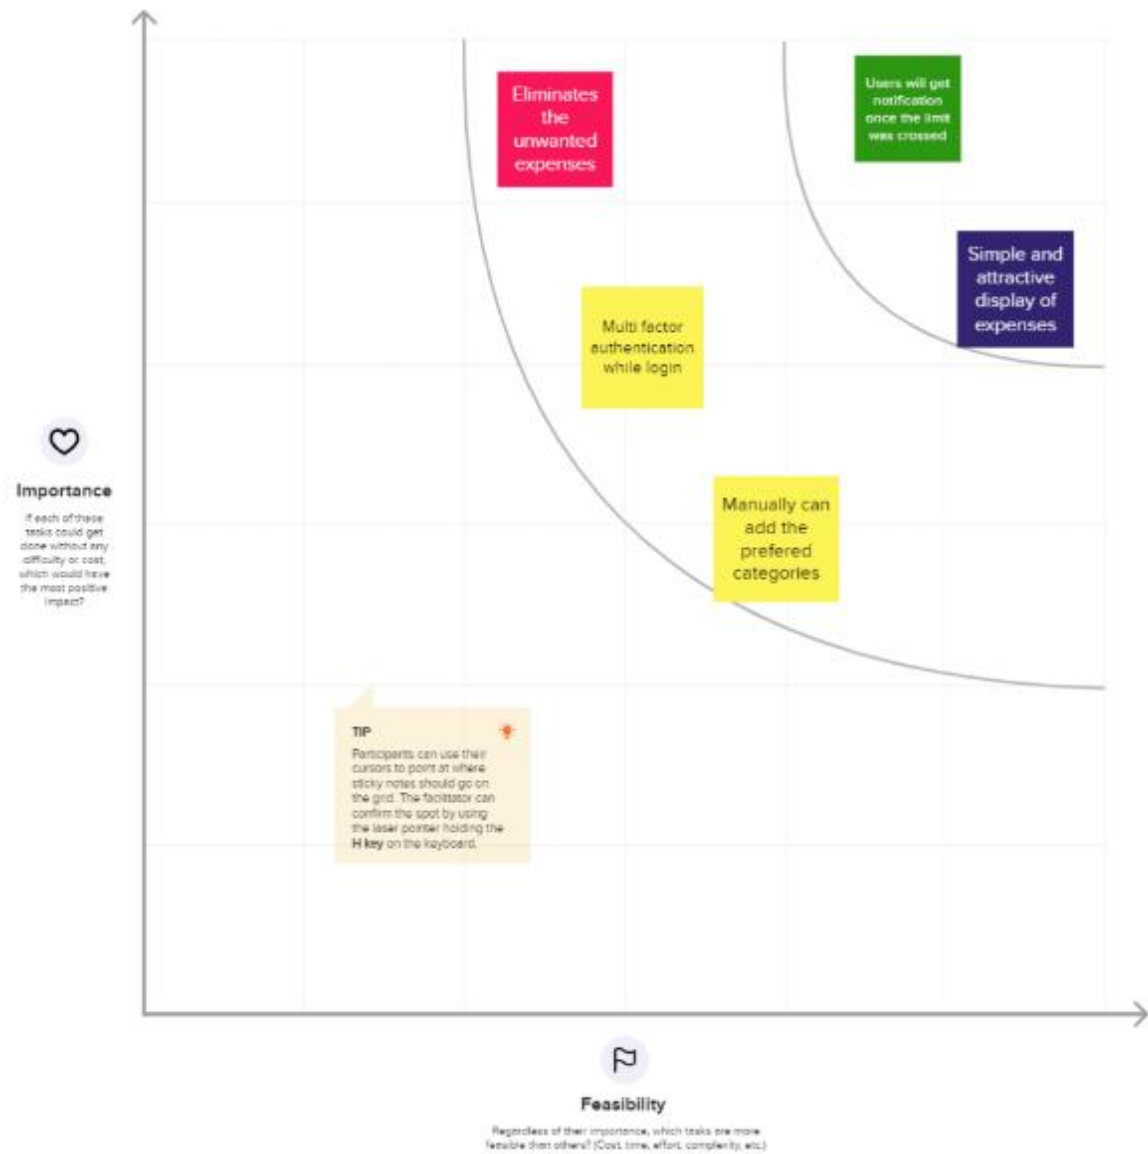 Eliminates
the
unwanted
expenses
Users will get
notification
once the limit
was crossed
Simple and
attractive
display of
expenses
Multi factor
authentication
while login
Manually can
add the
prefered
categories
Importance
If each of these
tasks could get
done without any
difficulty or cost,
which would have
the most positive
impact?
TIP
Participants can use their
cursors to point at where
sticky notes should go on
the grid. The facilitator can
confirm the spot by using
the laser pointer holding the
H key on the keyboard.
Feasibility
Regardless of their importance, which tasks are more
feasible than others? (Cost, time, effort, complexity, etc.)